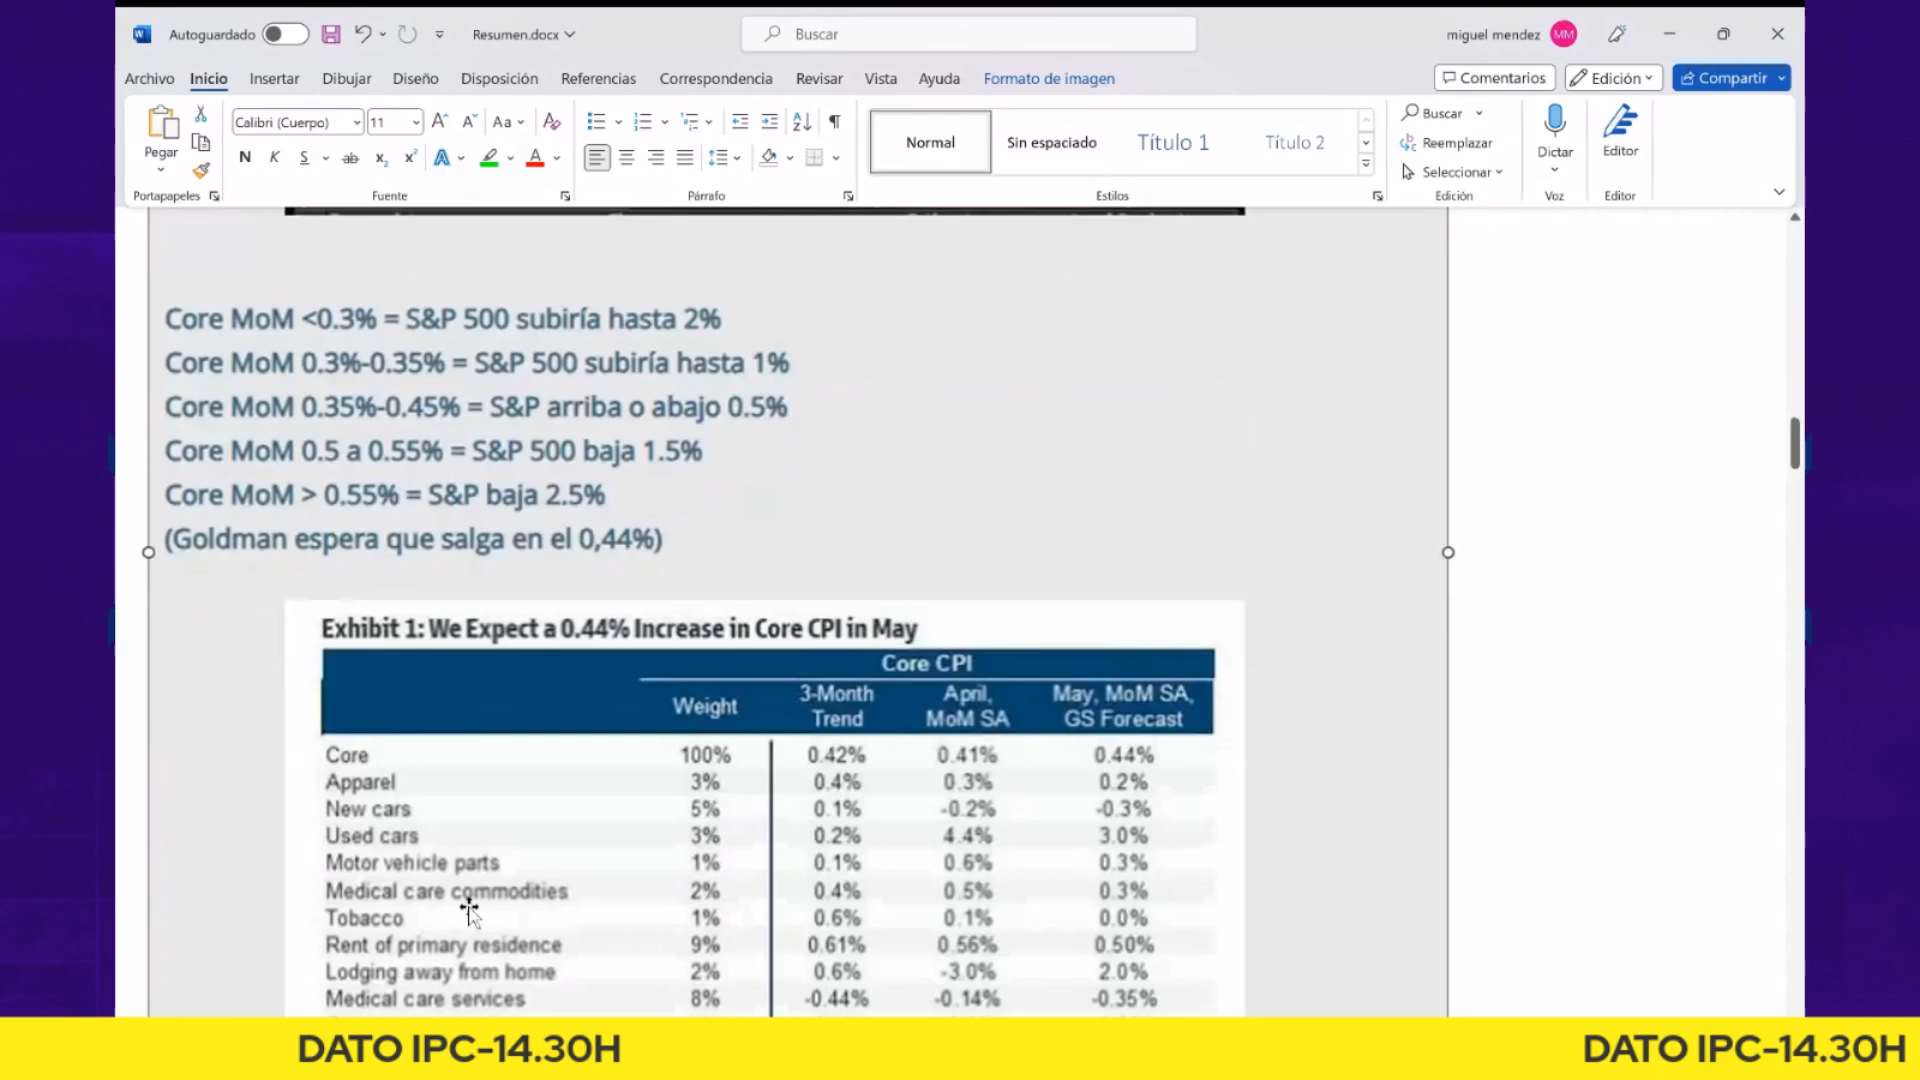 Autoguardado
Resumen.docx
Buscar
miguel mendez
MM
Archivo
Inicio
Insertar
Dibujar
Diseño
Disposición
Referencias
Correspondencia
Revisar
Vista
Ayuda
Formato de imagen
Comentarios
Edición
Compartir
Pegar
Portapapeles
Calibri (Cuerpo)
11
Aa
N K S ab x₂ x² A A
Fuente
Párrafo
Normal
Sin espaciado
Título 1
Título 2
Estilos
Buscar
Reemplazar
Seleccionar
Edición
Dictar
Voz
Editor
Editor
Core MoM <0.3% = S&P 500 subiría hasta 2%
Core MoM 0.3%-0.35% = S&P 500 subiría hasta 1%
Core MoM 0.35%-0.45% = S&P arriba o abajo 0.5%
Core MoM 0.5 a 0.55% = S&P 500 baja 1.5%
Core MoM > 0.55% = S&P baja 2.5%
(Goldman espera que salga en el 0,44%)
Exhibit 1: We Expect a 0.44% Increase in Core CPI in May
Core CPI
Weight 3-Month Trend April, MoM SA May, MoM SA, GS Forecast
Core 100% 0.42% 0.41% 0.44%
Apparel 3% 0.4% 0.3% 0.2%
New cars 5% 0.1% -0.2% -0.3%
Used cars 3% 0.2% 4.4% 3.0%
Motor vehicle parts 1% 0.1% 0.6% 0.3%
Medical care commodities 2% 0.4% 0.5% 0.3%
Tobacco 1% 0.6% 0.1% 0.0%
Rent of primary residence 9% 0.61% 0.56% 0.50%
Lodging away from home 2% 0.6% -3.0% 2.0%
Medical care services 8% -0.44% -0.14% -0.35%
DATO IPC-14.30H
DATO IPC-14.30H